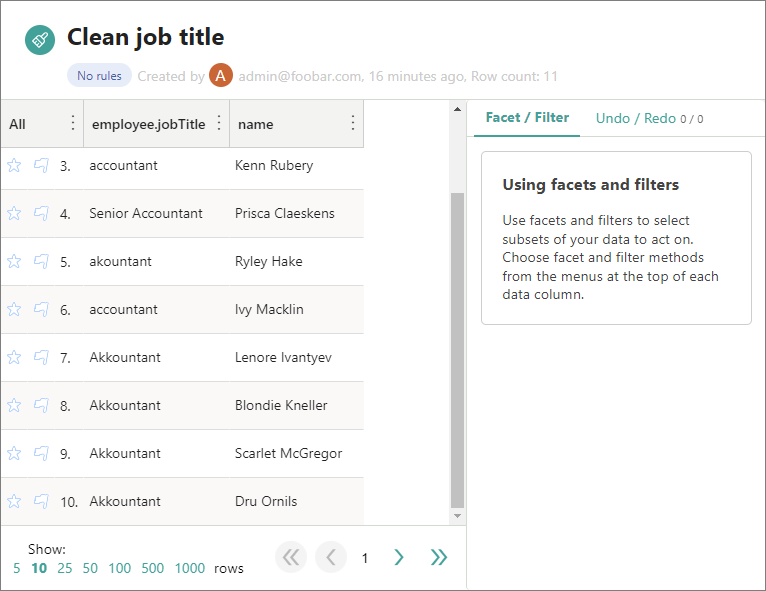 Clean job title
No rules Created by A admin@foobar.com, 16 minutes ago, Row count: 11
All employee.jobTitle name
3. accountant Kenn Rubery
4. Senior Accountant Prisca Claeskens
5. akountant Ryley Hake
6. accountant Ivy Macklin
7. Akkountant Lenore Ivantyev
8. Akkountant Blondie Kneller
9. Akkountant Scarlet McGregor
10. Akkountant Dru Ornils
Show:
5 10 25 50 100 500 1000 rows
1
Facet / Filter Undo / Redo 0 / 0
Using facets and filters
Use facets and filters to select
subsets of your data to act on.
Choose facet and filter methods
from the menus at the top of each
data column.